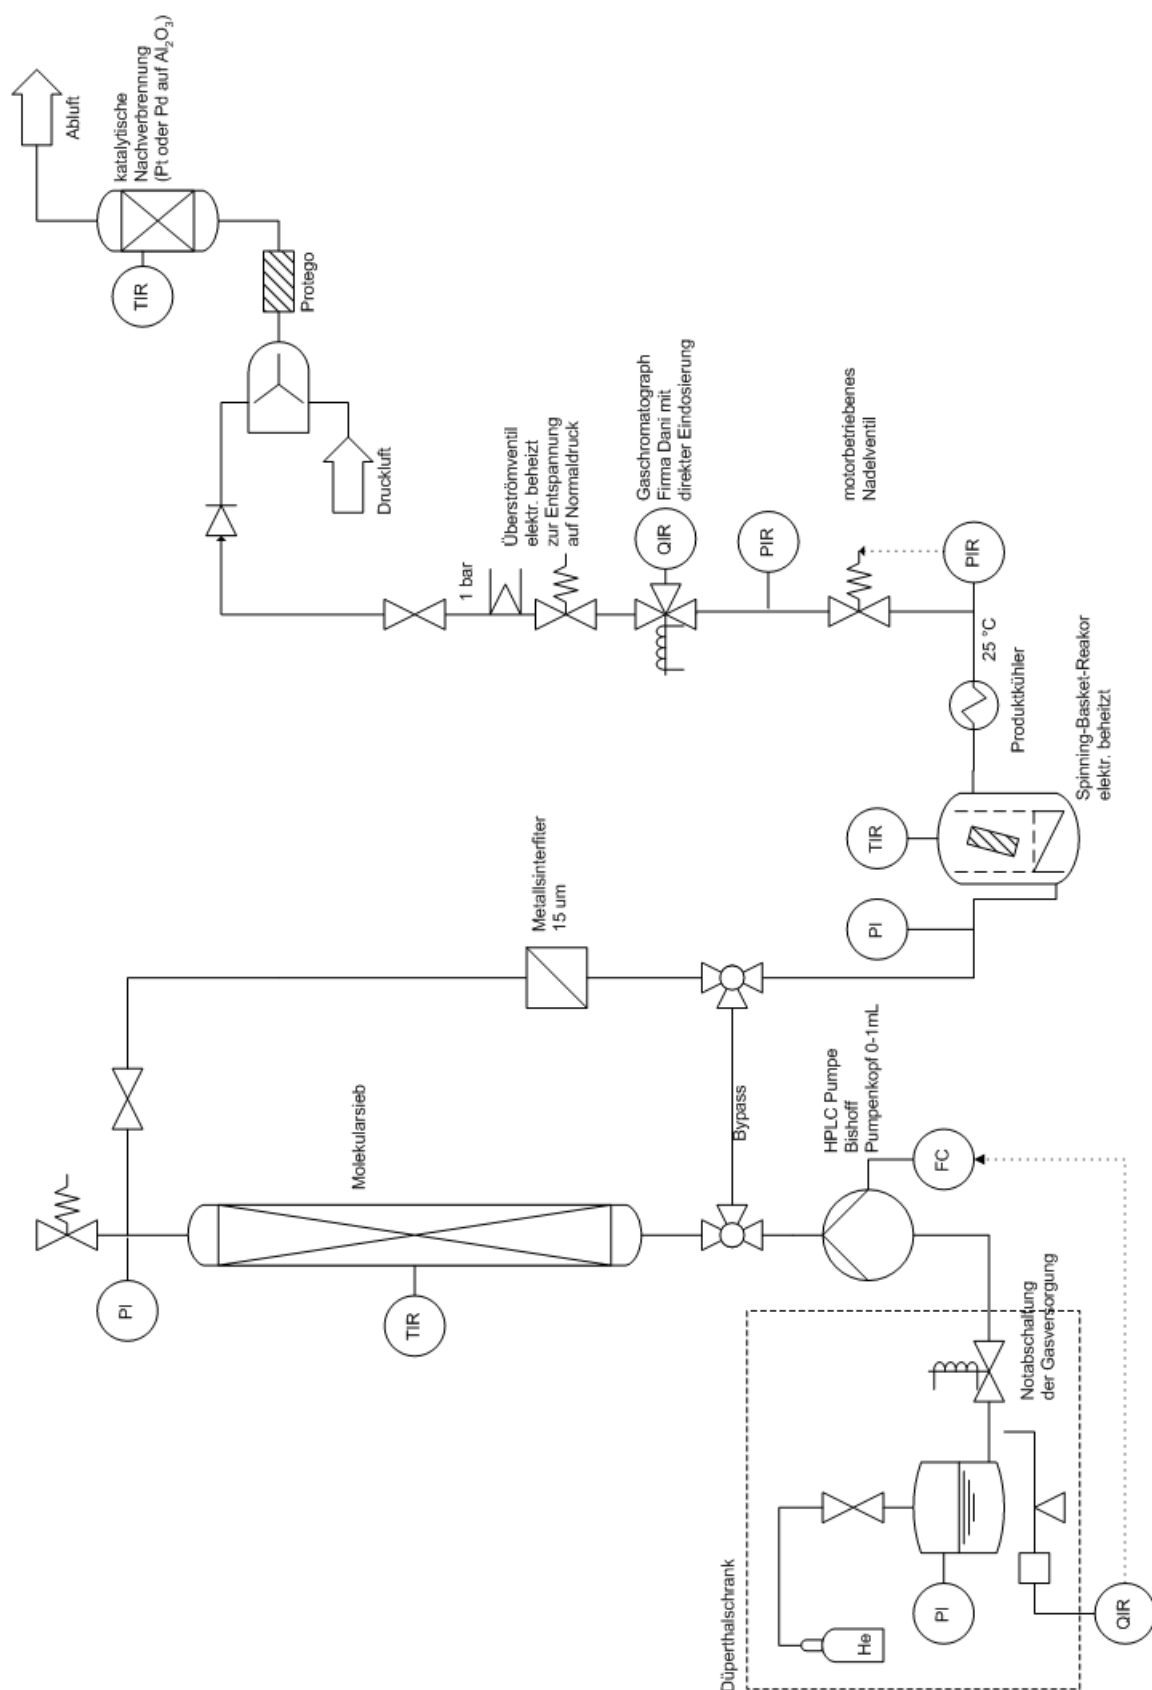 Düperthalschrank
He
PI
QIR
Notabschaltung
der Gasversorgung
FC
HPLC Pumpe
Bishoff
Pumpenkopf 0-1mL
Bypass
TIR
Molekularsieb
PI
Metallsinterfiter
15 um
PI
TIR
Spinning-Basket-Reakor
elektr. beheitzt
Produktkühler
25 °C
PIR
motorbetriebenes
Nadelventil
PIR
QIR
Gaschromatograph
Firma Dani mit
direkter Eindosierung
Überströmventil
elektr. beheizt
zur Entspannung
auf Normaldruck
1 bar
Druckluft
Protego
TIR
katalytische
Nachverbrennung
(Pt oder Pd auf Al₂O₃)
Abluft